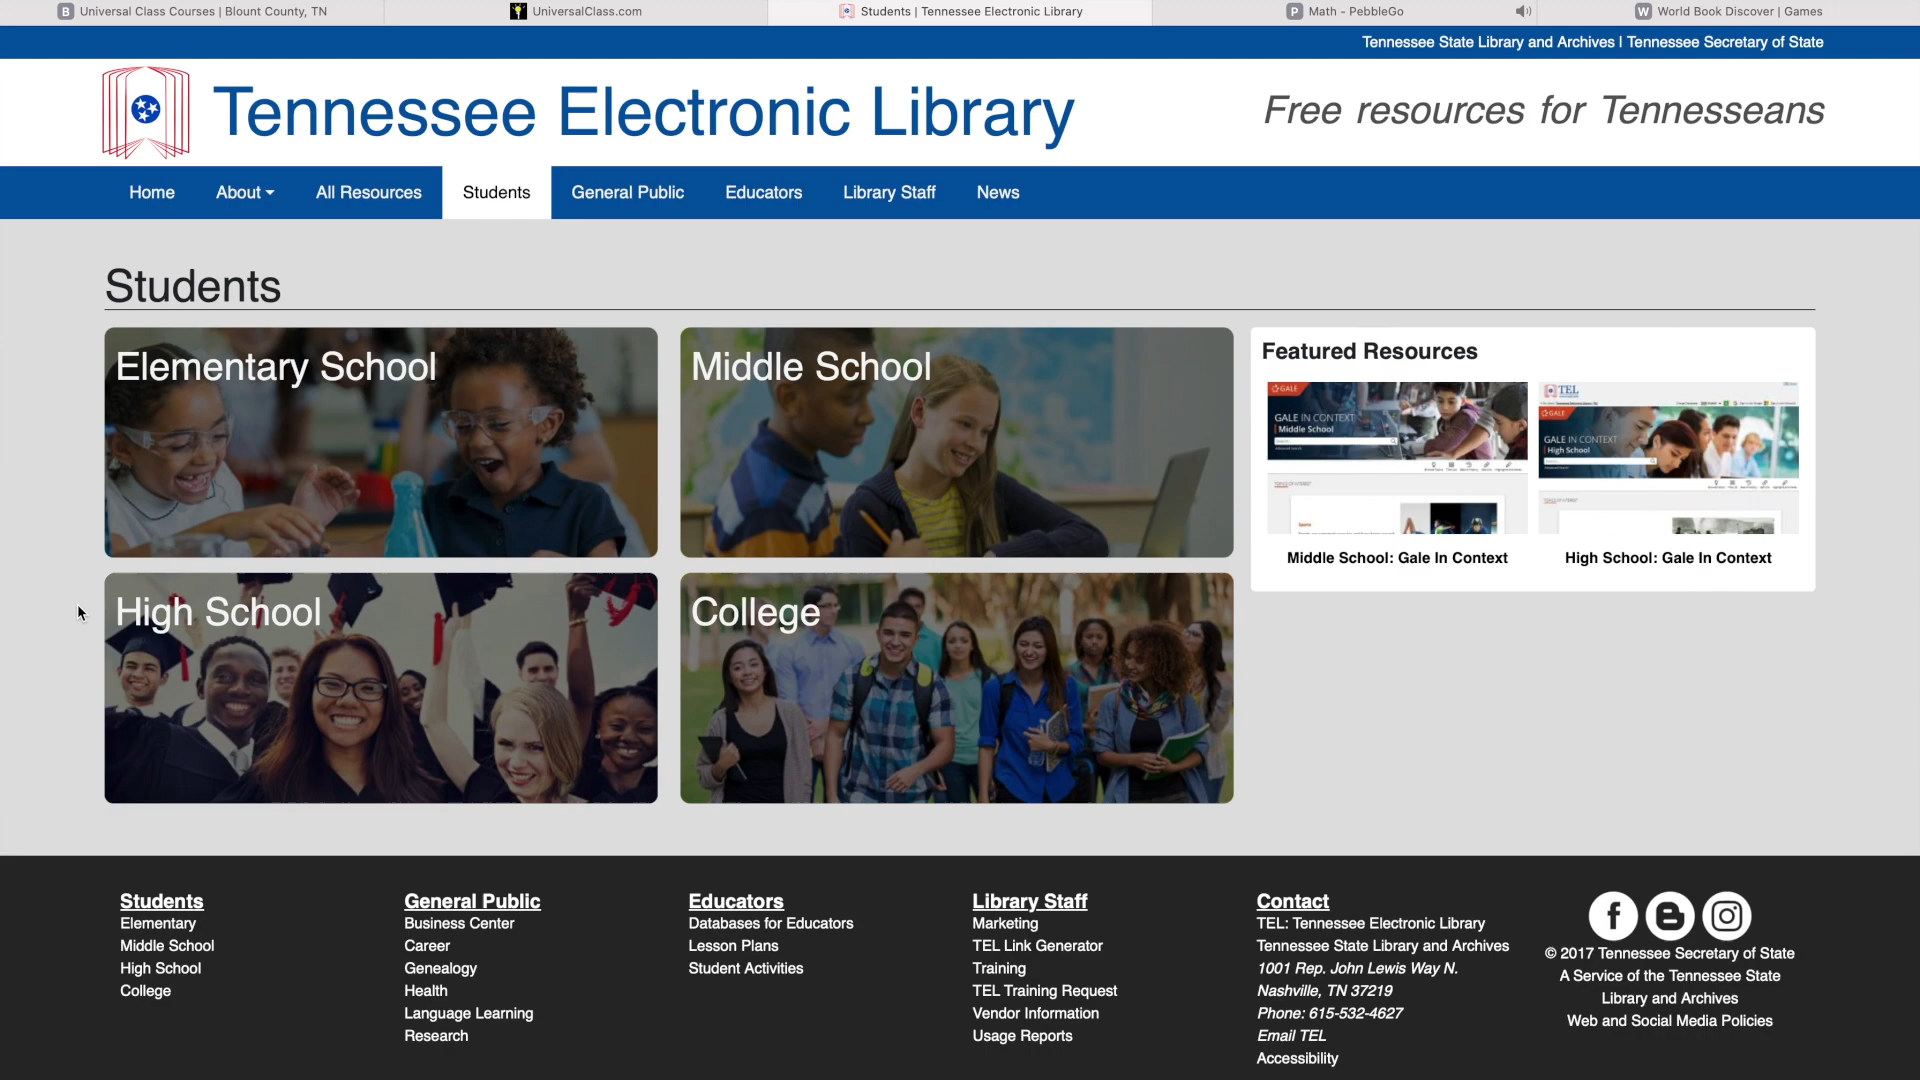 Universal Class Courses | Blount County, TN
UniversalClass.com
Students | Tennessee Electronic Library
Math - PebbleGo
World Book Discover | Games
Tennessee State Library and Archives | Tennessee Secretary of State
Tennessee Electronic Library
Free resources for Tennesseans
Home
About
All Resources
Students
General Public
Educators
Library Staff
News
Students
Elementary School
Middle School
High School
College
Featured Resources
GALE
GALE IN CONTEXT
Middle School
Middle School: Gale In Context
TEL
GALE
GALE IN CONTEXT
High School
High School: Gale In Context
Students
Elementary
Middle School
High School
College
General Public
Business Center
Career
Genealogy
Health
Language Learning
Research
Educators
Databases for Educators
Lesson Plans
Student Activities
Library Staff
Marketing
TEL Link Generator
Training
TEL Training Request
Vendor Information
Usage Reports
Contact
TEL: Tennessee Electronic Library
Tennessee State Library and Archives
1001 Rep. John Lewis Way N.
Nashville, TN 37219
Phone: 615-532-4627
Email TEL
Accessibility
© 2017 Tennessee Secretary of State
A Service of the Tennessee State
Library and Archives
Web and Social Media Policies